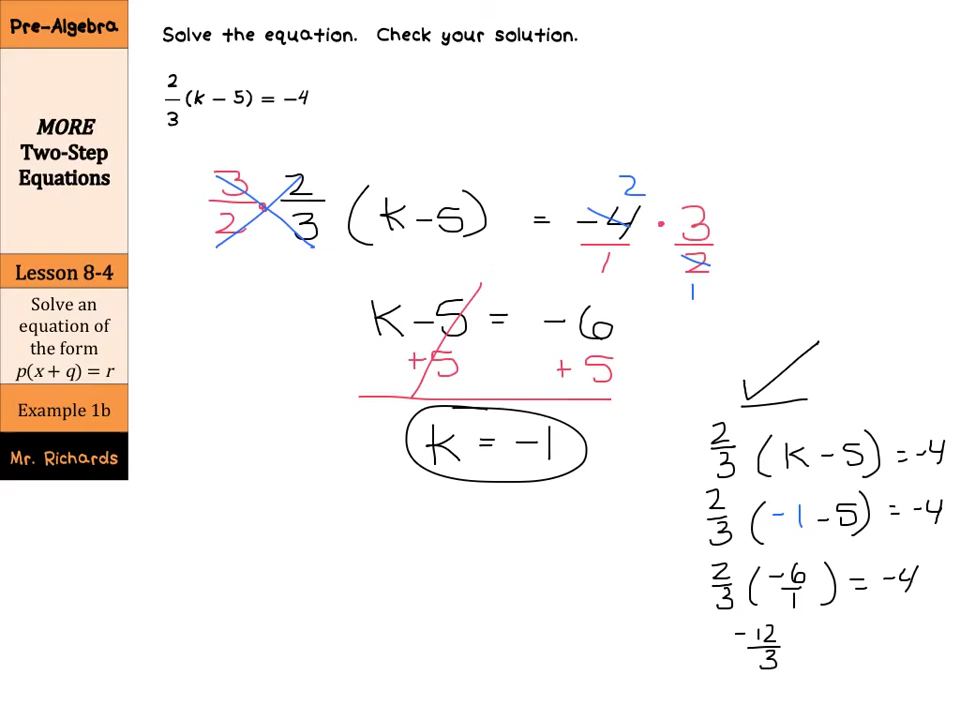 Pre-Algebra
MORE
Two-Step
Equations
Lesson 8-4
Solve an
equation of
the form
p(x + q) = r
Example 1b
Mr. Richards
Solve the equation. Check your solution.
2/3 (k − 5) = −4
3/2 · 2/3 (k − 5) = −4/1 · 3/2
2
1
k − 5 = −6
+5 +5
k = −1
2/3 (k − 5) = −4
2/3 (−1 − 5) = −4
2/3 (−6/1) = −4
−12/3